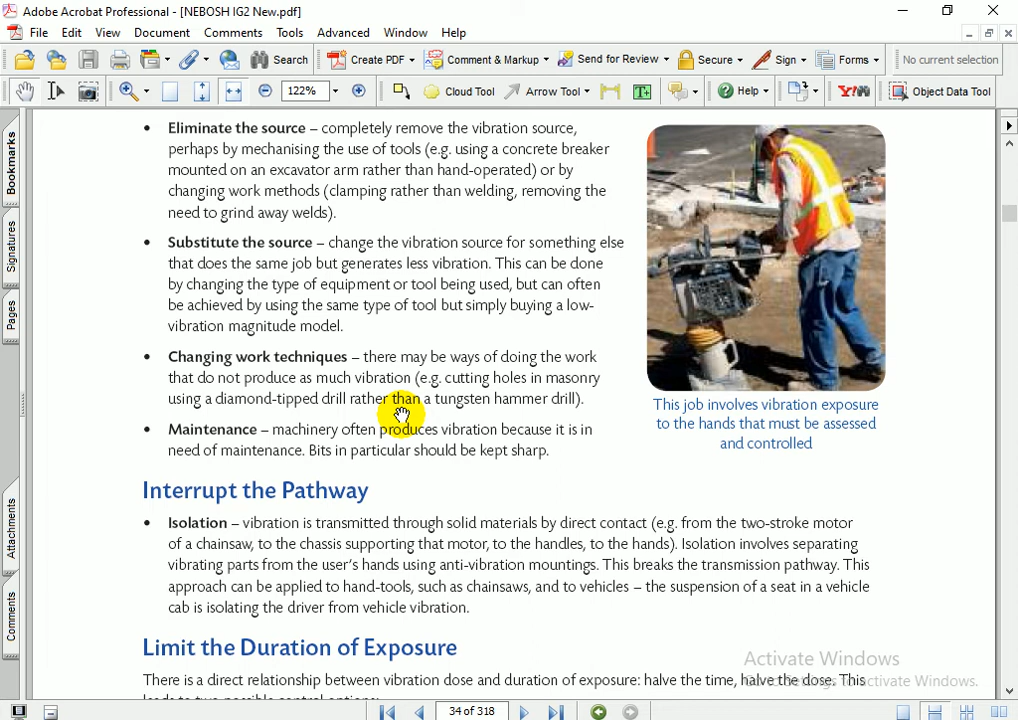 Adobe Acrobat Professional - [NEBOSH IG2 New.pdf]
File Edit View Document Comments Tools Advanced Window Help
Search Create PDF Comment & Markup Send for Review Secure Sign Forms No current selection
122% Cloud Tool Arrow Tool Help Y!
Object Data Tool
Bookmarks
Signatures
Pages
Attachments
Comments
• Eliminate the source – completely remove the vibration source,
perhaps by mechanising the use of tools (e.g. using a concrete breaker
mounted on an excavator arm rather than hand-operated) or by
changing work methods (clamping rather than welding, removing the
need to grind away welds).
• Substitute the source – change the vibration source for something else
that does the same job but generates less vibration. This can be done
by changing the type of equipment or tool being used, but can often
be achieved by using the same type of tool but simply buying a low-
vibration magnitude model.
• Changing work techniques – there may be ways of doing the work
that do not produce as much vibration (e.g. cutting holes in masonry
using a diamond-tipped drill rather than a tungsten hammer drill).
• Maintenance – machinery often produces vibration because it is in
need of maintenance. Bits in particular should be kept sharp.
This job involves vibration exposure
to the hands that must be assessed
and controlled
Interrupt the Pathway
• Isolation – vibration is transmitted through solid materials by direct contact (e.g. from the two-stroke motor
of a chainsaw, to the chassis supporting that motor, to the handles, to the hands). Isolation involves separating
vibrating parts from the user's hands using anti-vibration mountings. This breaks the transmission pathway. This
approach can be applied to hand-tools, such as chainsaws, and to vehicles – the suspension of a seat in a vehicle
cab is isolating the driver from vehicle vibration.
Limit the Duration of Exposure
There is a direct relationship between vibration dose and duration of exposure: halve the time, halve the dose. This
leads to two possible control options:
Activate Windows
Go to Settings to activate Windows.
34 of 318